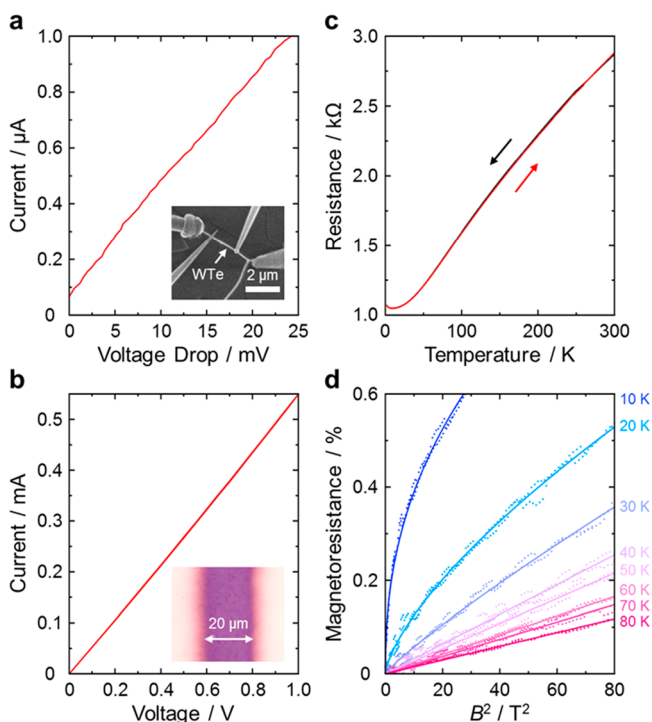 a
1.0
0.8
0.6
0.4
0.2
0
Current / µA
0 5 10 15 20 25
Voltage Drop / mV
WTe
2 µm
c
3.0
2.5
2.0
1.5
1.0
Resistance / kΩ
0 100 200 300
Temperature / K
b
0.5
0.4
0.3
0.2
0.1
0
Current / mA
0 0.2 0.4 0.6 0.8 1.0
Voltage / V
20 µm
d
0.6
0.4
0.2
0
Magnetoresistance / %
0 20 40 60 80
B² / T²
10 K
20 K
30 K
40 K
50 K
60 K
70 K
80 K